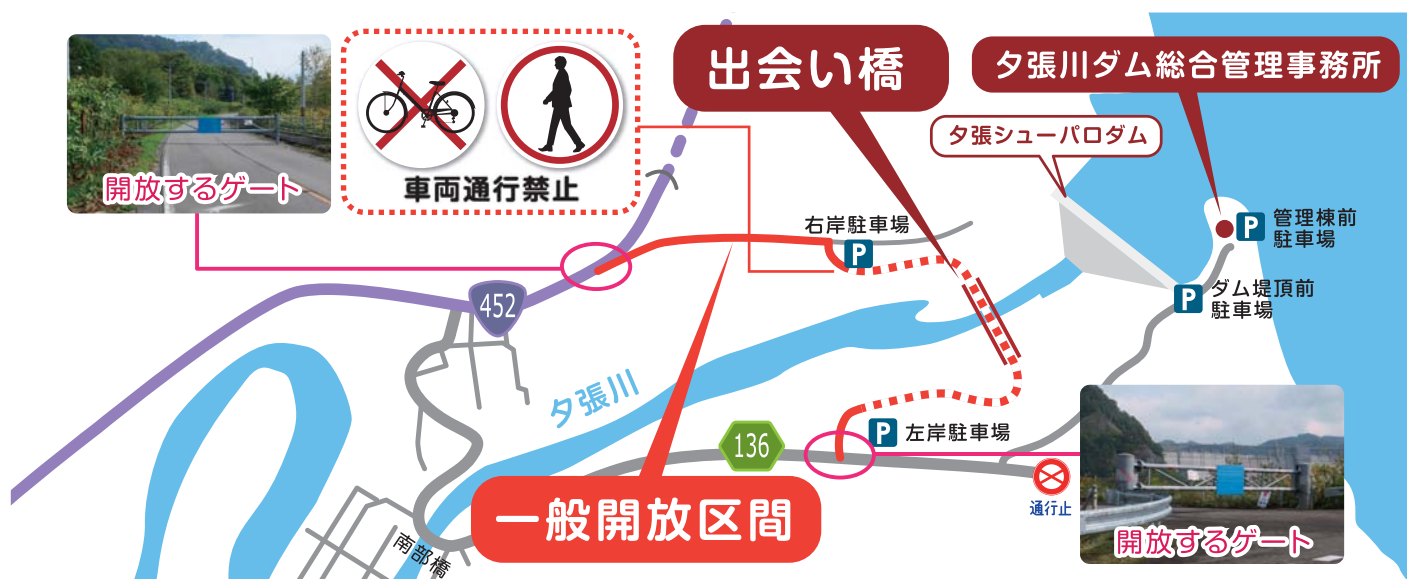 開放するゲート
車両通行禁止
出会い橋
夕張川ダム総合管理事務所
夕張シューパロダム
右岸駐車場
P
P
管理棟前
駐車場
P
ダム堤頂前
駐車場
452
夕張川
136
P
左岸駐車場
通行止
一般開放区間
南部橋
開放するゲート